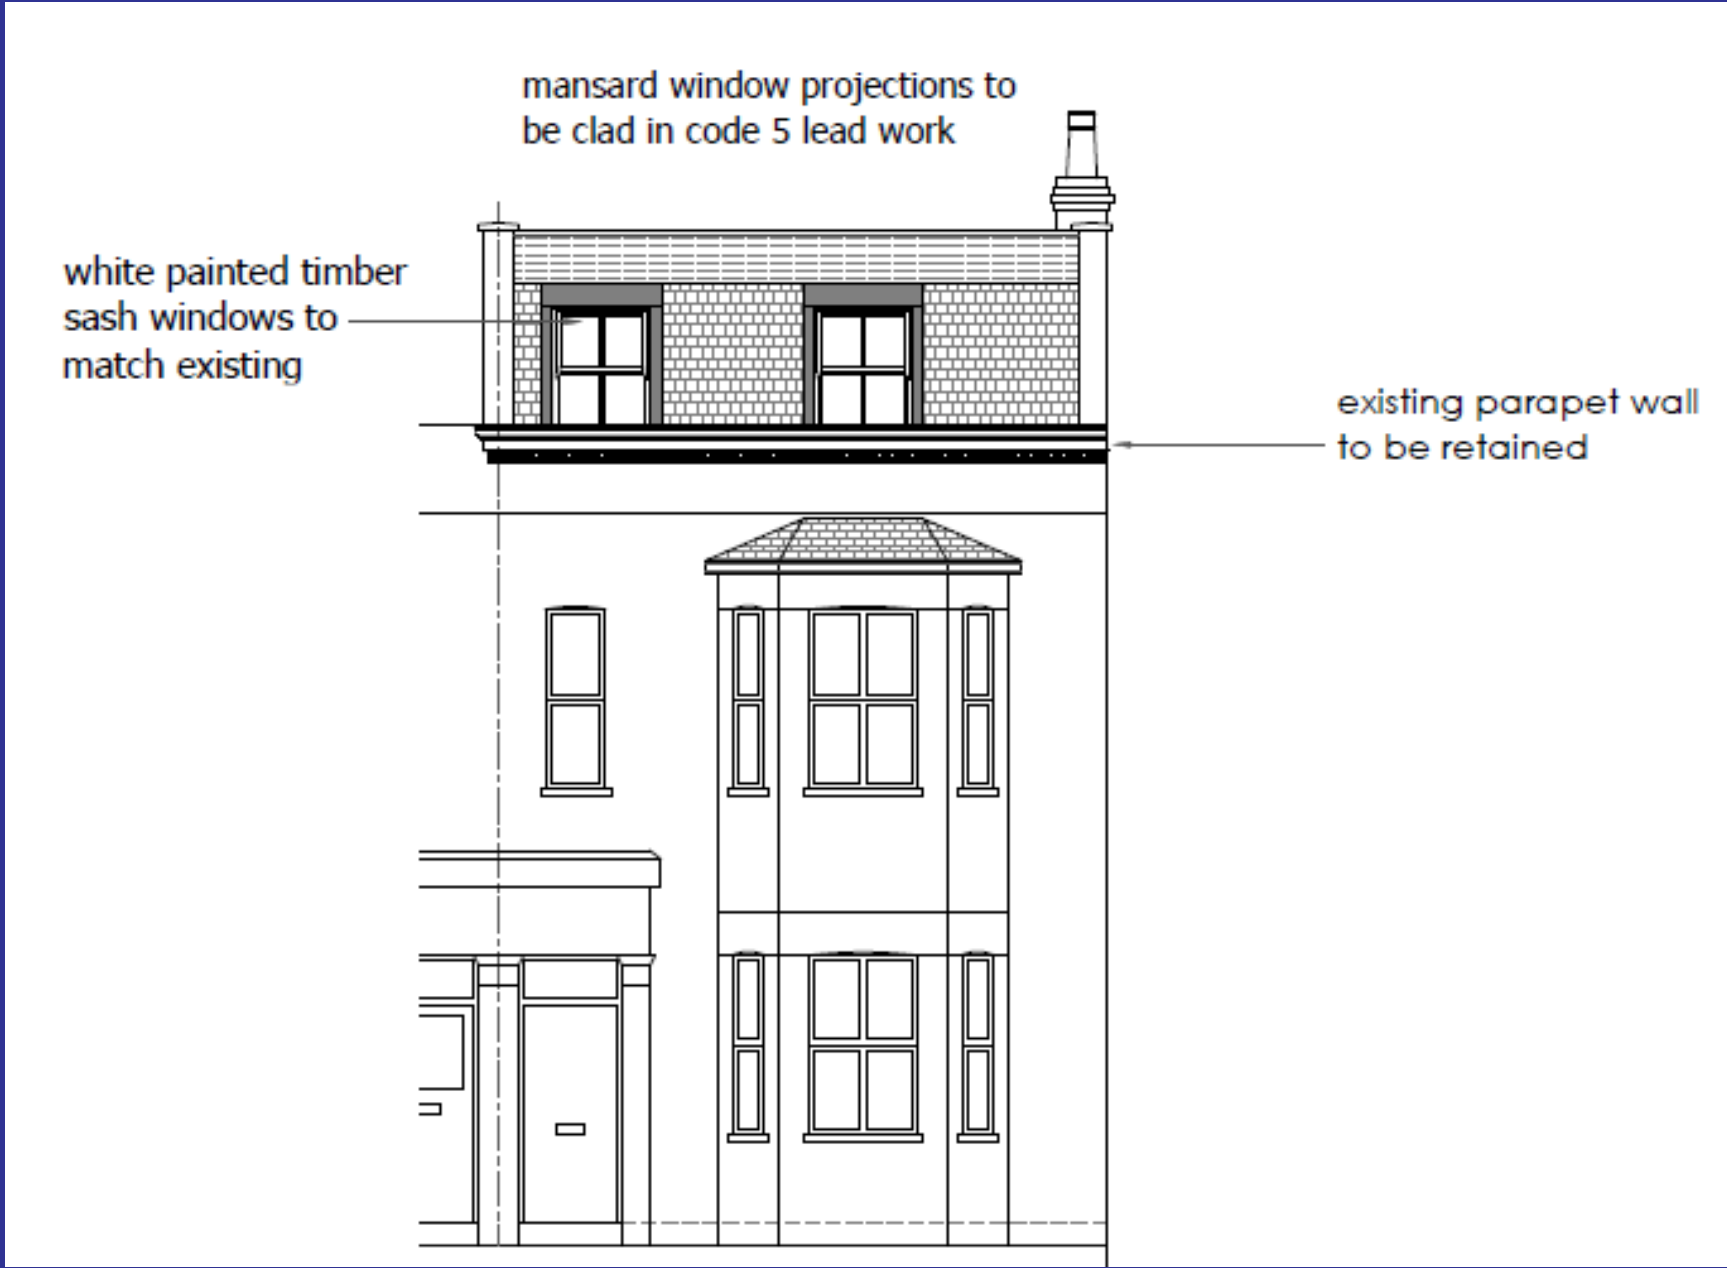 mansard window projections to
be clad in code 5 lead work
white painted timber
sash windows to
match existing
existing parapet wall
to be retained